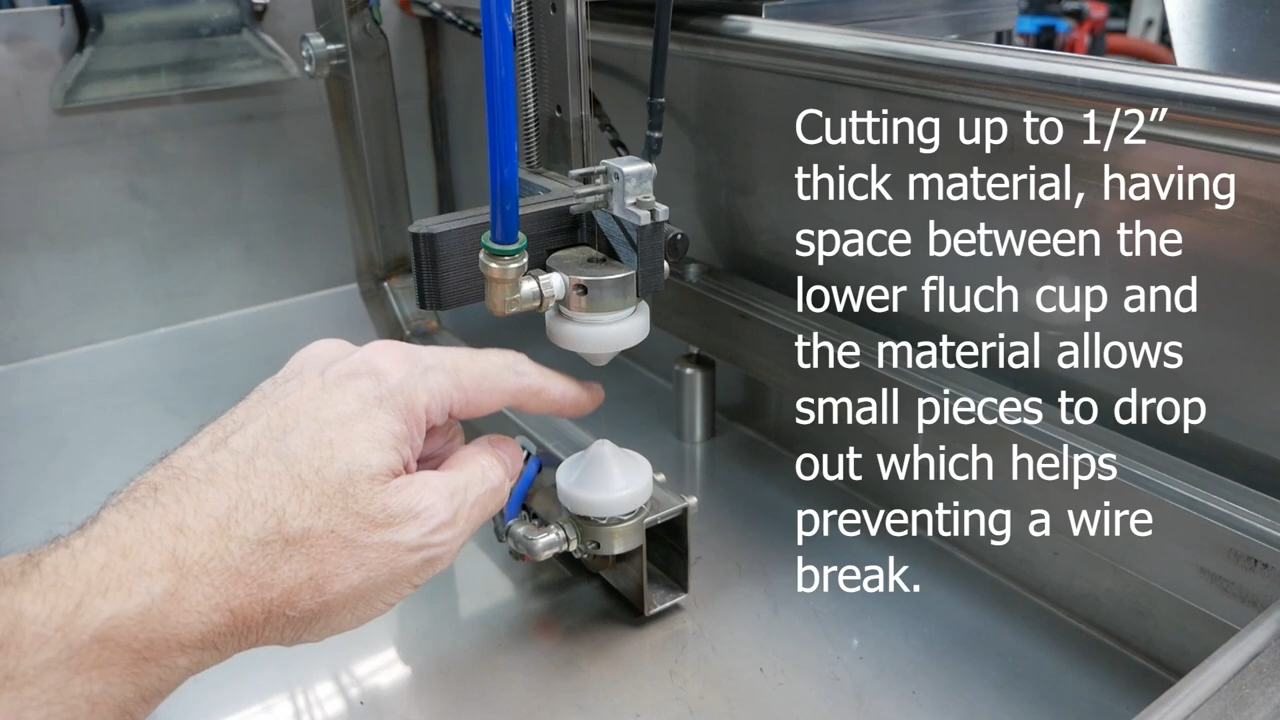 Cutting up to 1/2”
thick material, having
space between the
lower fluch cup and
the material allows
small pieces to drop
out which helps
preventing a wire
break.